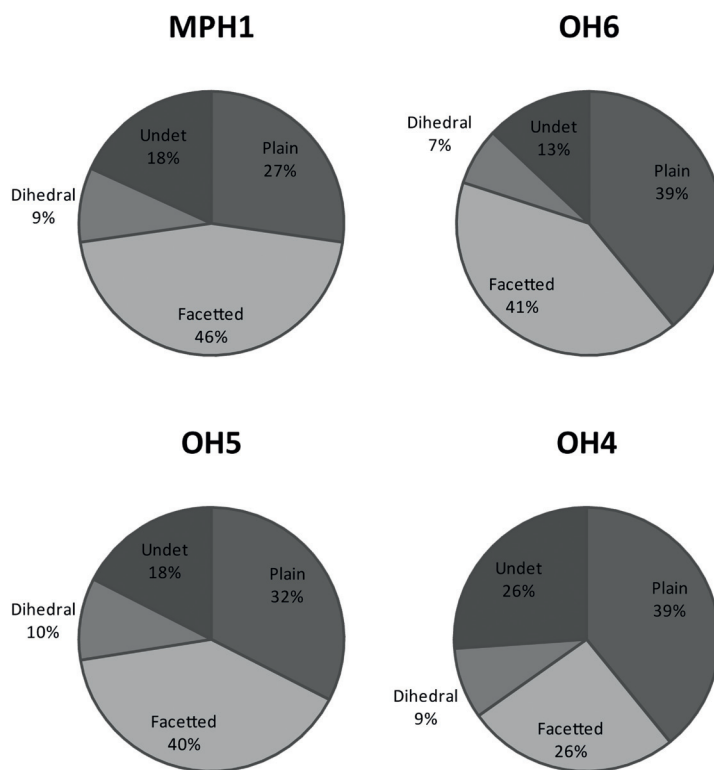 MPH1
Undet
18%
Plain
27%
Dihedral
9%
Facetted
46%
OH6
Dihedral
7%
Undet
13%
Plain
39%
Facetted
41%
OH5
Undet
18%
Plain
32%
Dihedral
10%
Facetted
40%
OH4
Undet
26%
Plain
39%
Dihedral
9%
Facetted
26%